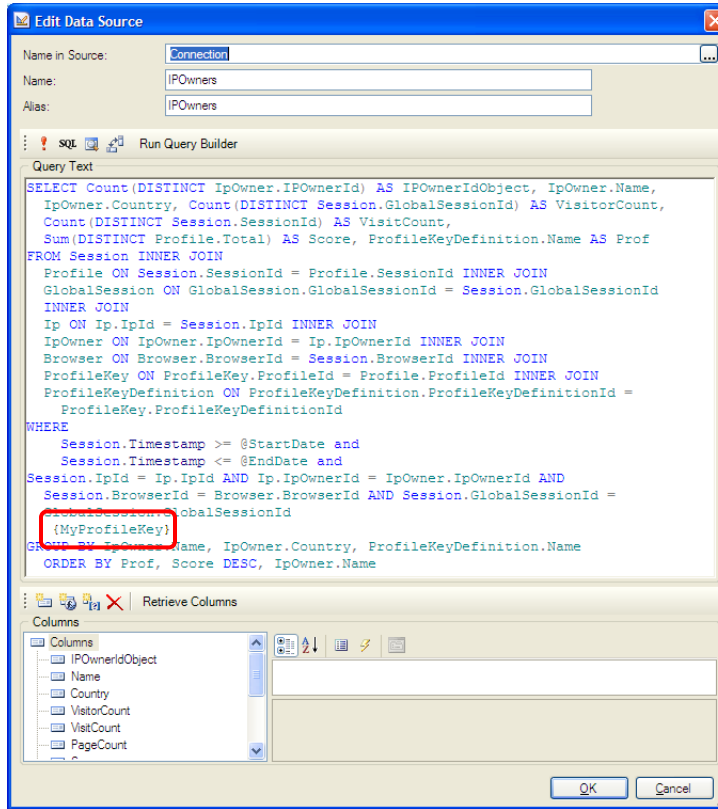 Edit Data Source
Name in Source: Connection ...
Name: IPOwners
Alias: IPOwners
SQL Run Query Builder
Query Text
SELECT Count(DISTINCT IpOwner.IPOwnerId) AS IPOwnerIdObject, IpOwner.Name,
IpOwner.Country, Count(DISTINCT Session.GlobalSessionId) AS VisitorCount,
Count(DISTINCT Session.SessionId) AS VisitCount,
Sum(DISTINCT Profile.Total) AS Score, ProfileKeyDefinition.Name AS Prof
FROM Session INNER JOIN
Profile ON Session.SessionId = Profile.SessionId INNER JOIN
GlobalSession ON GlobalSession.GlobalSessionId = Session.GlobalSessionId
INNER JOIN
Ip ON Ip.IpId = Session.IpId INNER JOIN
IpOwner ON IpOwner.IpOwnerId = Ip.IpOwnerId INNER JOIN
Browser ON Browser.BrowserId = Session.BrowserId INNER JOIN
ProfileKey ON ProfileKey.ProfileId = Profile.ProfileId INNER JOIN
ProfileKeyDefinition ON ProfileKeyDefinition.ProfileKeyDefinitionId =
ProfileKey.ProfileKeyDefinitionId
WHERE
Session.Timestamp >= @StartDate and
Session.Timestamp <= @EndDate and
Session.IpId = Ip.IpId AND Ip.IpOwnerId = IpOwner.IpOwnerId AND
Session.BrowserId = Browser.BrowserId AND Session.GlobalSessionId =
GlobalSession.GlobalSessionId
{MyProfileKey}
GROUP BY IpOwner.Name, IpOwner.Country, ProfileKeyDefinition.Name
ORDER BY Prof, Score DESC, IpOwner.Name
Retrieve Columns
Columns
Columns
IPOwnerIdObject
Name
Country
VisitorCount
VisitCount
PageCount
OK Cancel